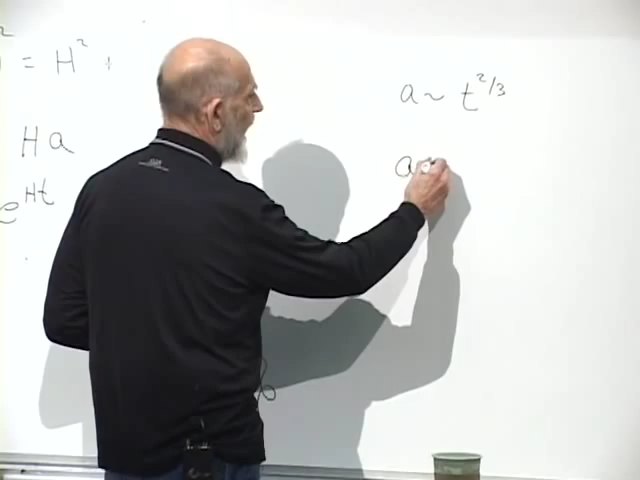 = H² +
Ha
e^Ht
a ~ t^2/3
a